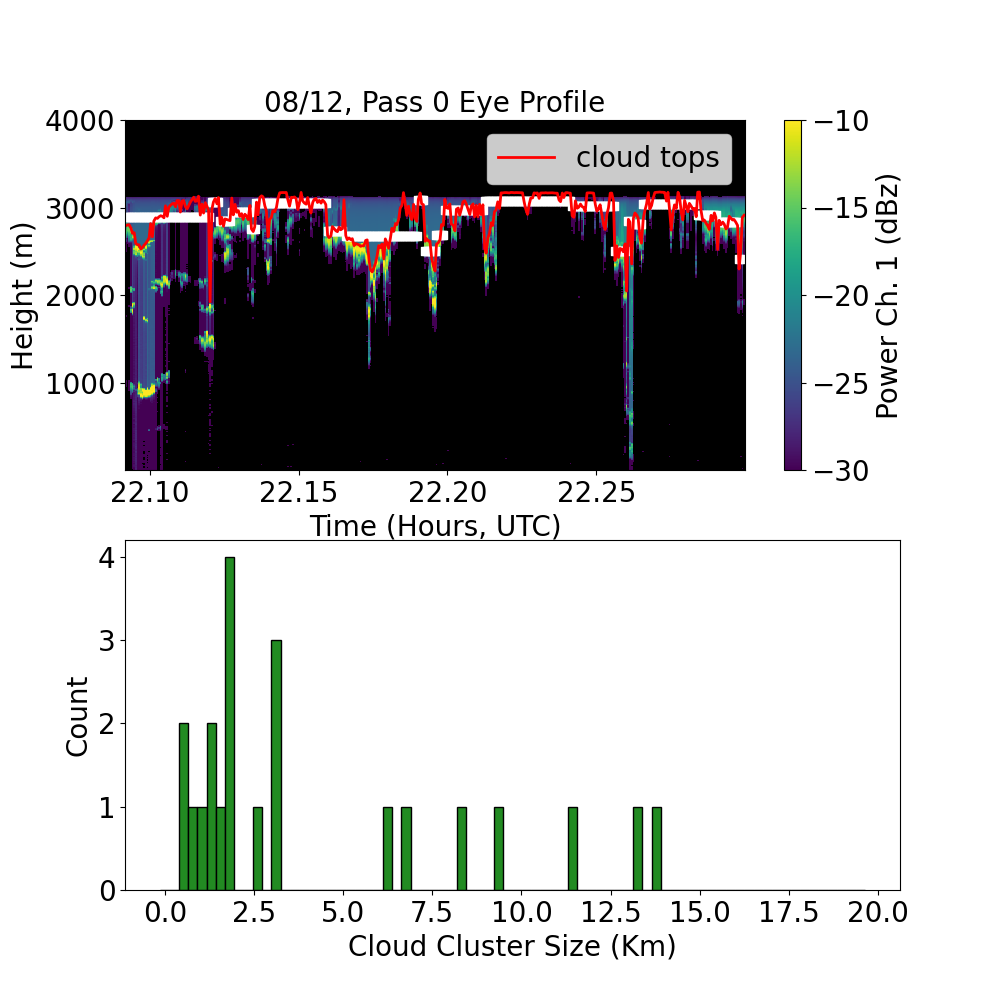 08/12, Pass 0 Eye Profile
4000
3000
2000
1000
Height (m)
cloud tops
22.10 22.15 22.20 22.25
Time (Hours, UTC)
−10
−15
−20
−25
−30
Power Ch. 1 (dBz)
4
3
2
1
0
Count
0.0 2.5 5.0 7.5 10.0 12.5 15.0 17.5 20.0
Cloud Cluster Size (Km)